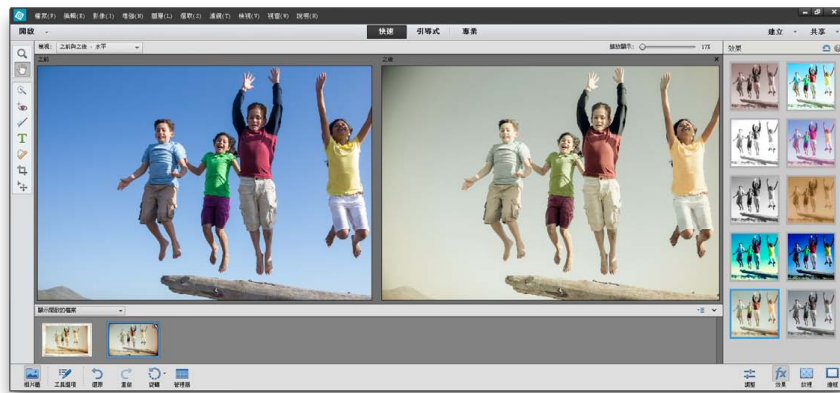 檔案(F) 編輯(E) 影像(I) 增強(N) 圖層(L) 選取(S) 濾鏡(T) 檢視(V) 視窗(W) 說明(H)
開啟 快速 引導式 專業 建立 共享
檢視: 之前與之後 - 水平 縮放顯示: 17% 效果
之前 之後
顯示開啟的檔案
相片匣 工具選項 還原 重做 旋轉 管理器 調整 效果 紋理 邊框